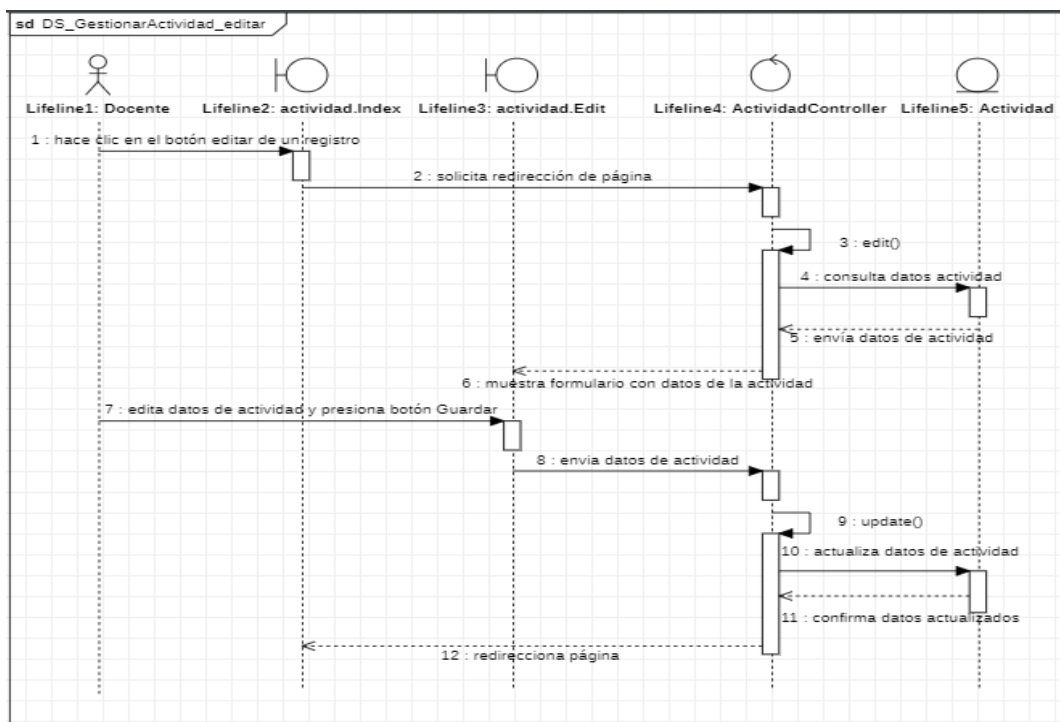 sd DS_GestionarActividad_editar
Lifeline1: Docente
Lifeline2: actividad.Index
Lifeline3: actividad.Edit
Lifeline4: ActividadController
Lifeline5: Actividad
1 : hace clic en el botón editar de un registro
2 : solicita redirección de página
3 : edit()
4 : consulta datos actividad
5 : envía datos de actividad
6 : muestra formulario con datos de la actividad
7 : edita datos de actividad y presiona botón Guardar
8 : envia datos de actividad
9 : update()
10 : actualiza datos de actividad
11 : confirma datos actualizados
12 : redirecciona página